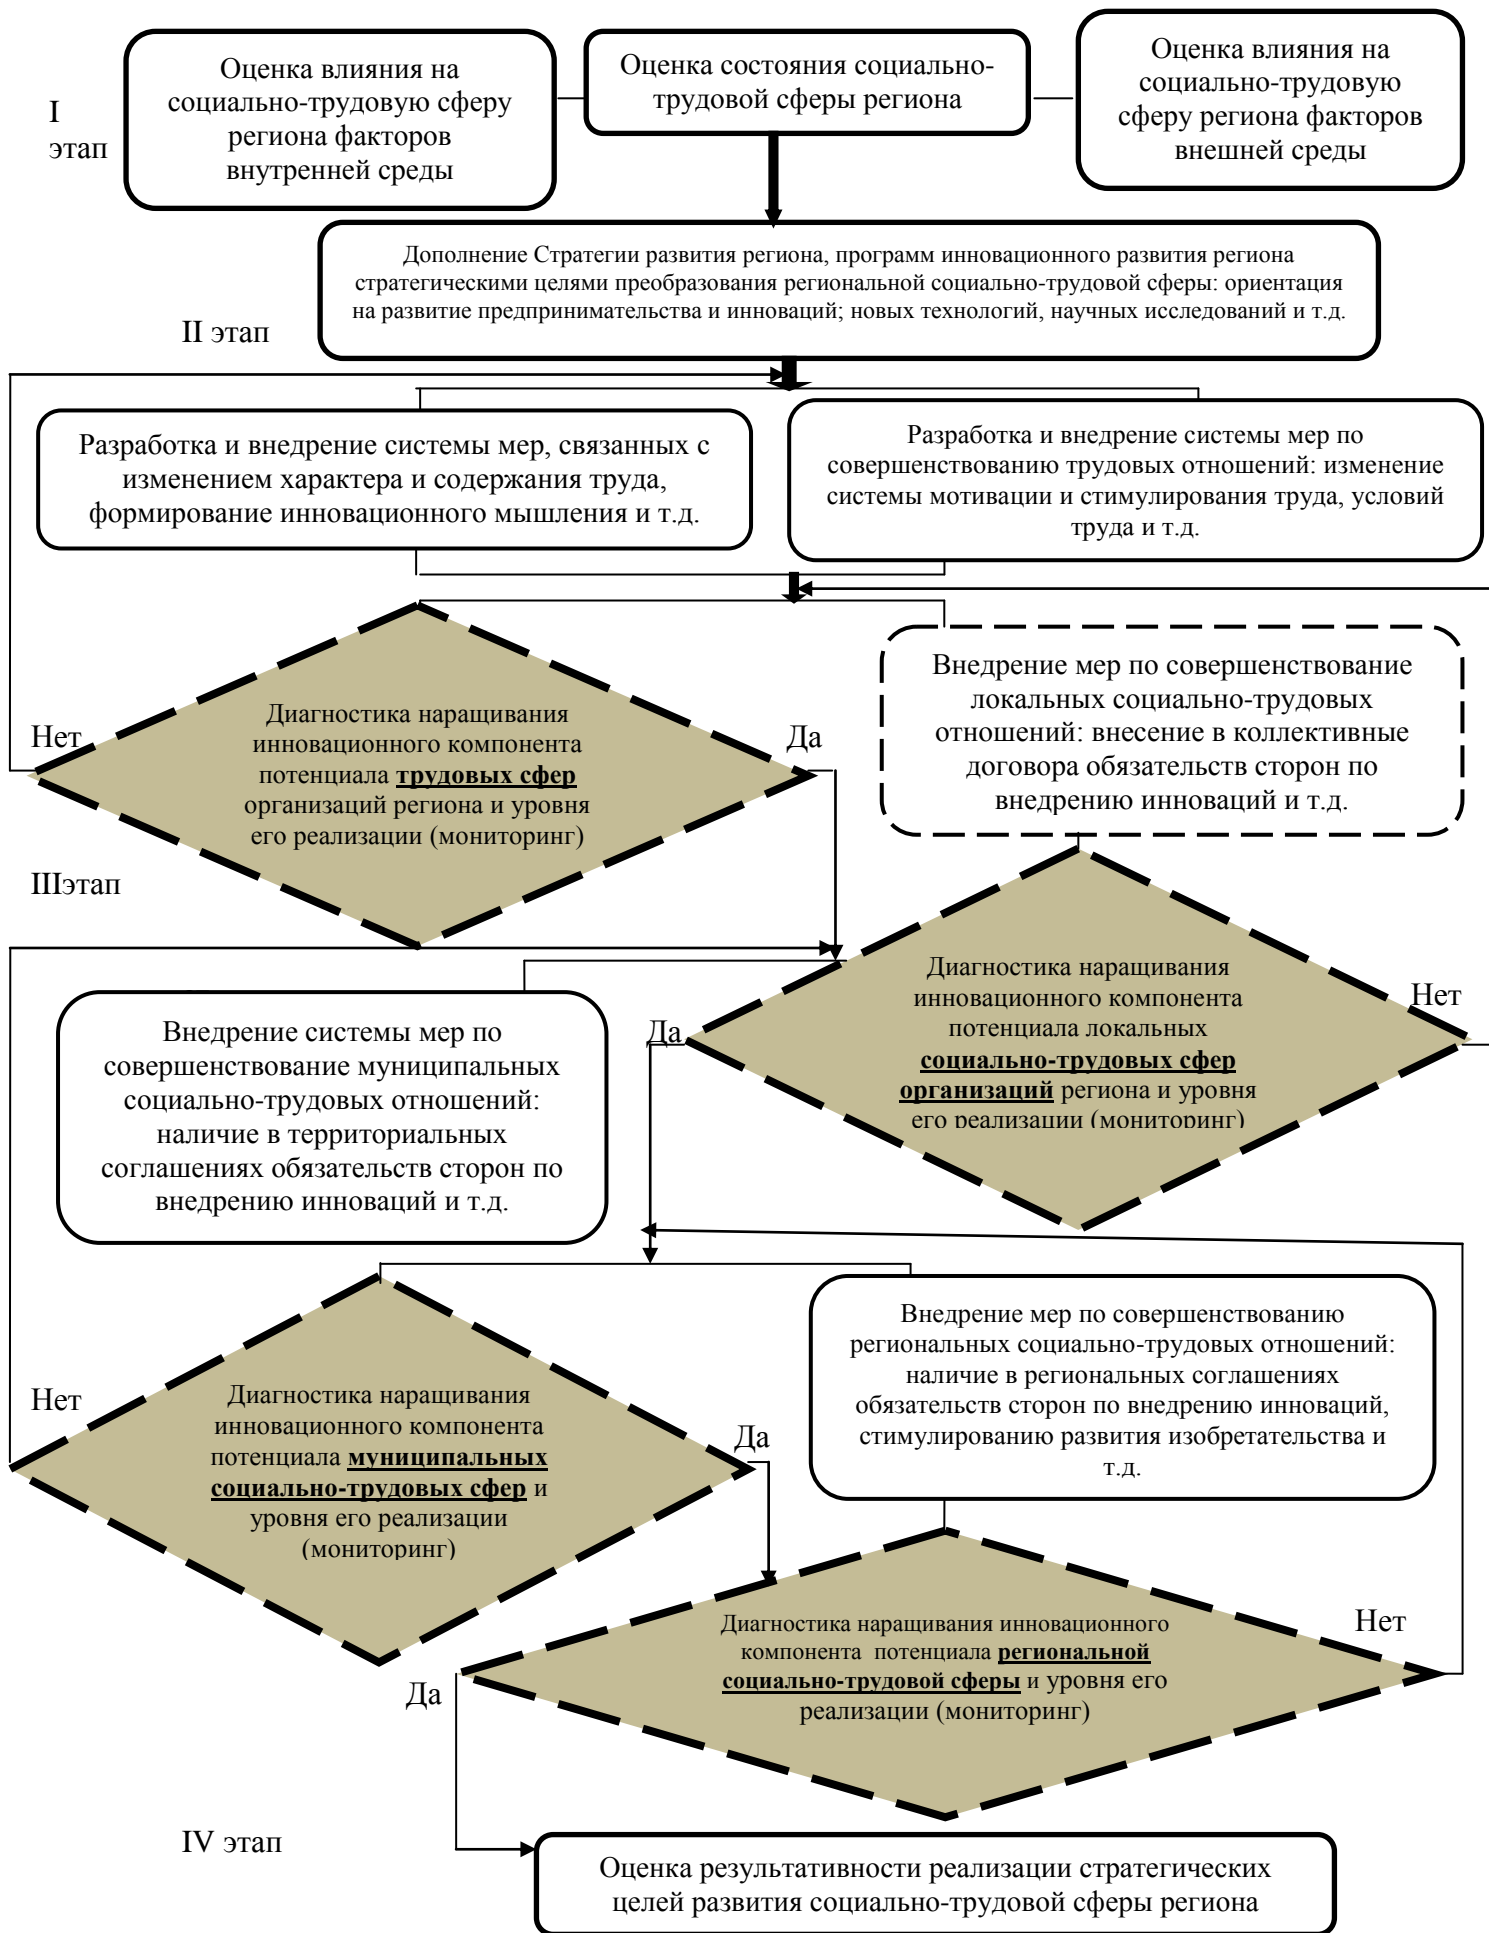 I
этап
Оценка влияния на
социально-трудовую сферу
региона факторов
внутренней среды
Оценка состояния социально-
трудовой сферы региона
Оценка влияния на
социально-трудовую
сферу региона факторов
внешней среды
Дополнение Стратегии развития региона, программ инновационного развития региона
стратегическими целями преобразования региональной социально-трудовой сферы: ориентация
на развитие предпринимательства и инноваций; новых технологий, научных исследований и т.д.
II этап
Разработка и внедрение системы мер, связанных с
изменением характера и содержания труда,
формирование инновационного мышления и т.д.
Разработка и внедрение системы мер по
совершенствованию трудовых отношений: изменение
системы мотивации и стимулирования труда, условий
труда и т.д.
Нет
Диагностика наращивания
инновационного компонента
потенциала трудовых сфер
организаций региона и уровня
его реализации (мониторинг)
Да
Внедрение мер по совершенствование
локальных социально-трудовых
отношений: внесение в коллективные
договора обязательств сторон по
внедрению инноваций и т.д.
IIIэтап
Да
Диагностика наращивания
инновационного компонента
потенциала локальных
социально-трудовых сфер
организаций региона и уровня
его реализации (мониторинг)
Нет
Внедрение системы мер по
совершенствование муниципальных
социально-трудовых отношений:
наличие в территориальных
соглашениях обязательств сторон по
внедрению инноваций и т.д.
Нет
Диагностика наращивания
инновационного компонента
потенциала муниципальных
социально-трудовых сфер и
уровня его реализации
(мониторинг)
Да
Внедрение мер по совершенствованию
региональных социально-трудовых отношений:
наличие в региональных соглашениях
обязательств сторон по внедрению инноваций,
стимулированию развития изобретательства и
т.д.
Да
Диагностика наращивания инновационного
компонента потенциала региональной
социально-трудовой сферы и уровня его
реализации (мониторинг)
Нет
IV этап
Оценка результативности реализации стратегических
целей развития социально-трудовой сферы региона